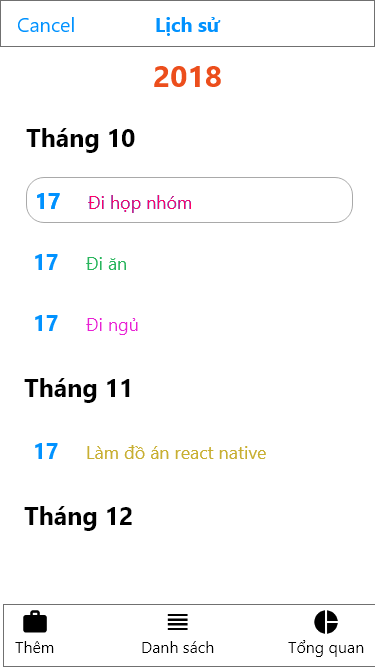 Cancel Lịch sử
2018
Tháng 10
17 Đi họp nhóm
17 Đi ăn
17 Đi ngủ
Tháng 11
17 Làm đồ án react native
Tháng 12
Thêm Danh sách Tổng quan